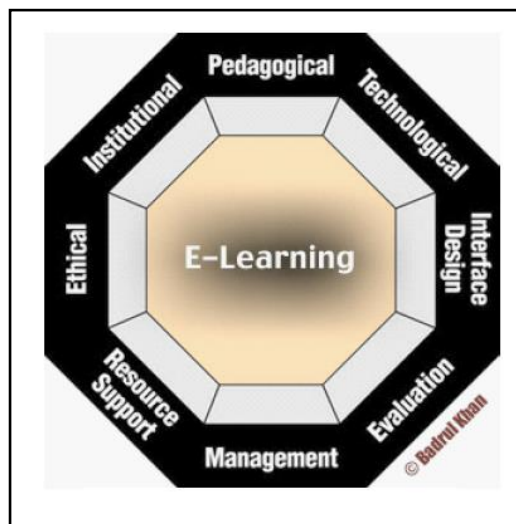 Pedagogical
Technological
Interface
Design
Evaluation
Management
Resource
Support
Ethical
Institutional
E-Learning
© Badrul Khan